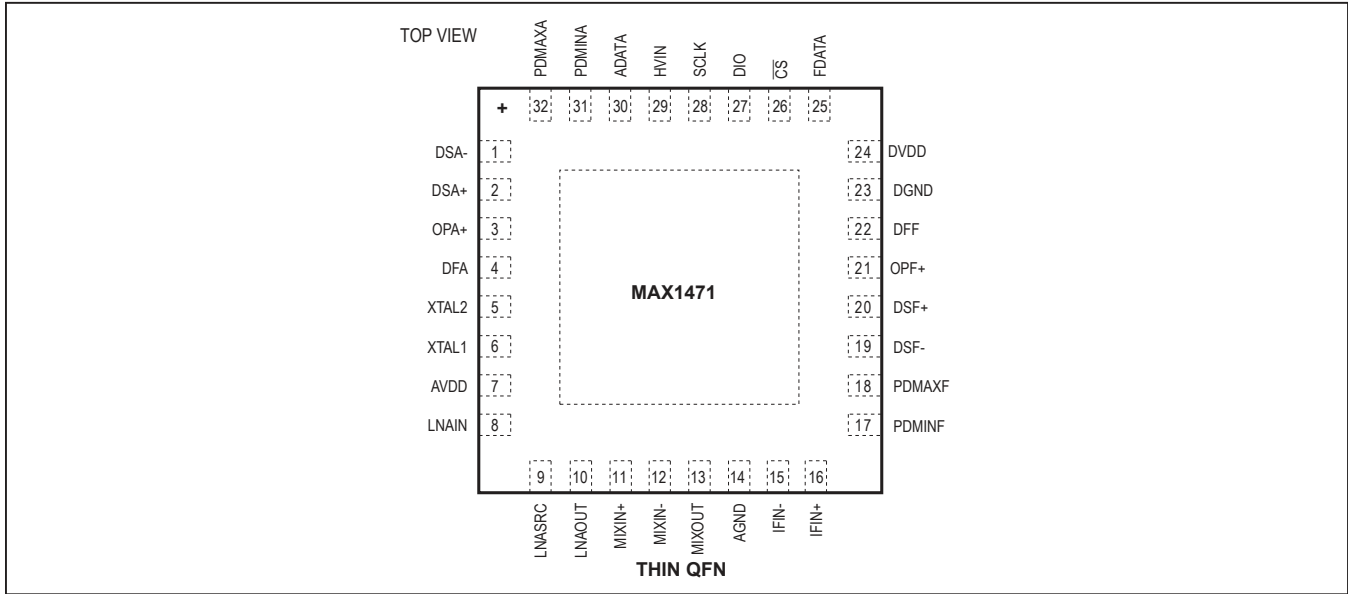 TOP VIEW
PDMAXA
PDMINA
ADATA
HVIN
SCLK
DIO
C̅S̅
FDATA
+
32 31 30 29 28 27 26 25
DSA- 1
DSA+ 2
OPA+ 3
DFA 4
XTAL2 5
XTAL1 6
AVDD 7
LNAIN 8
MAX1471
24 DVDD
23 DGND
22 DFF
21 OPF+
20 DSF+
19 DSF-
18 PDMAXF
17 PDMINF
9 10 11 12 13 14 15 16
LNASRC
LNAOUT
MIXIN+
MIXIN-
MIXOUT
AGND
IFIN-
IFIN+
THIN QFN